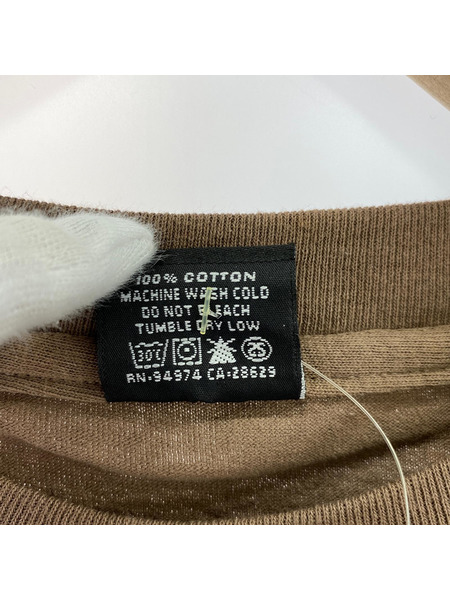 100% COTTON
MACHINE WASH COLD
DO NOT BLEACH
TUMBLE DRY LOW
30°C
RN:94974 CA:28629